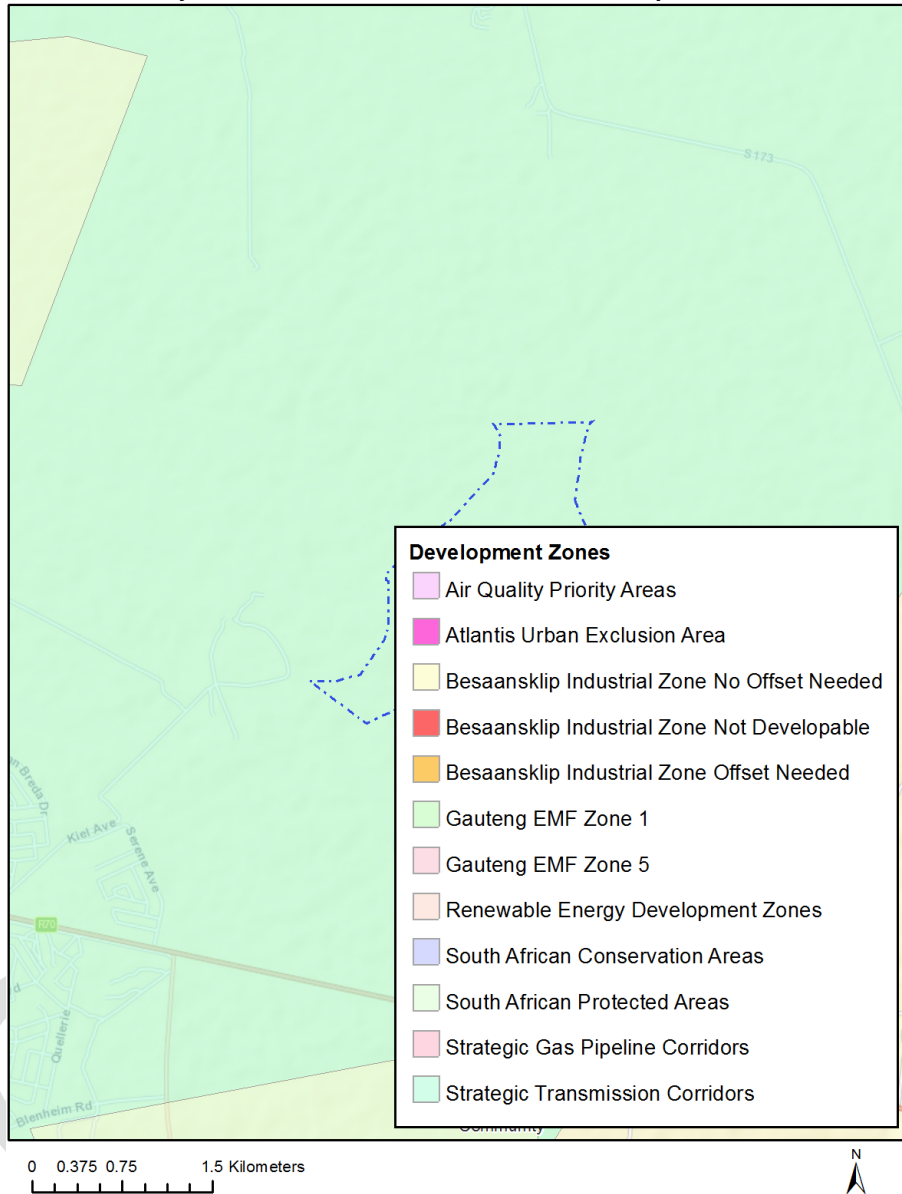 S173
an Breda Dr
Kiel Ave
Serene Ave
R70
d
Quellerie
Blenheim Rd
Development Zones
Air Quality Priority Areas
Atlantis Urban Exclusion Area
Besaansklip Industrial Zone No Offset Needed
Besaansklip Industrial Zone Not Developable
Besaansklip Industrial Zone Offset Needed
Gauteng EMF Zone 1
Gauteng EMF Zone 5
Renewable Energy Development Zones
South African Conservation Areas
South African Protected Areas
Strategic Gas Pipeline Corridors
Strategic Transmission Corridors
Community
0 0.375 0.75 1.5 Kilometers
N